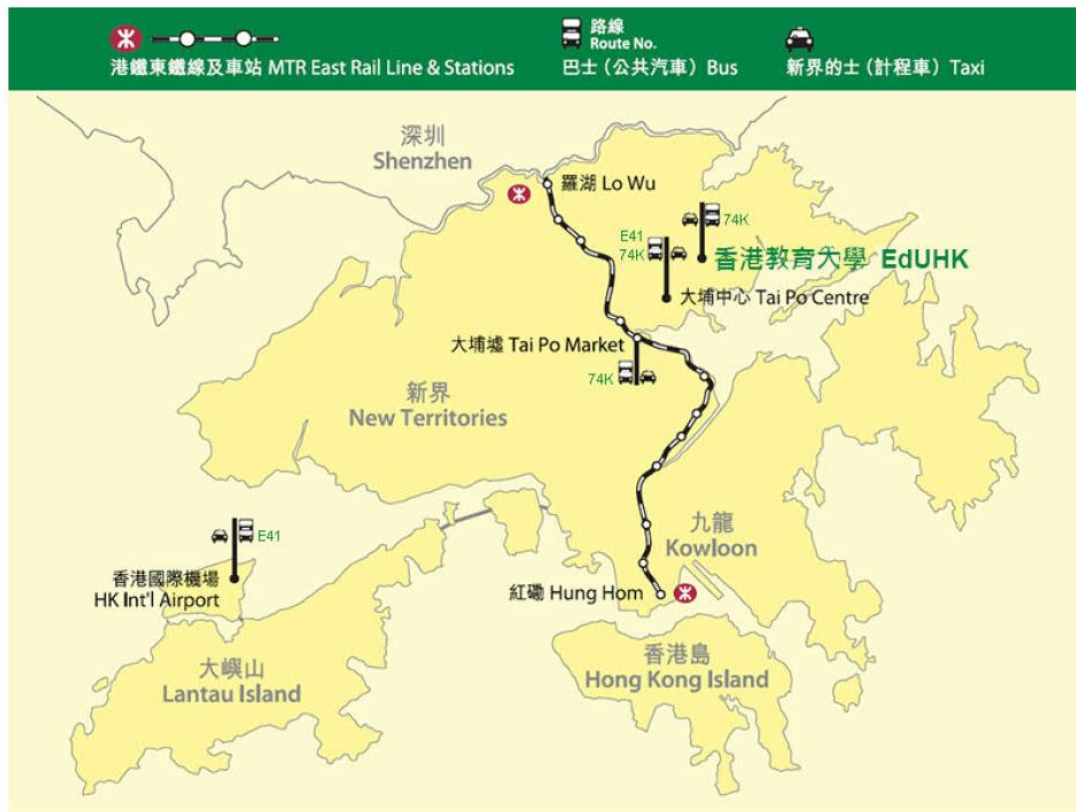 路線
Route No.
港鐵東鐵線及車站 MTR East Rail Line & Stations
巴士（公共汽車）Bus
新界的士（計程車）Taxi
深圳
Shenzhen
羅湖 Lo Wu
74K
E41
74K
香港教育大學 EdUHK
大埔中心 Tai Po Centre
大埔墟 Tai Po Market
74K
新界
New Territories
九龍
Kowloon
E41
香港國際機場
HK Int'l Airport
紅磡 Hung Hom
大嶼山
Lantau Island
香港島
Hong Kong Island